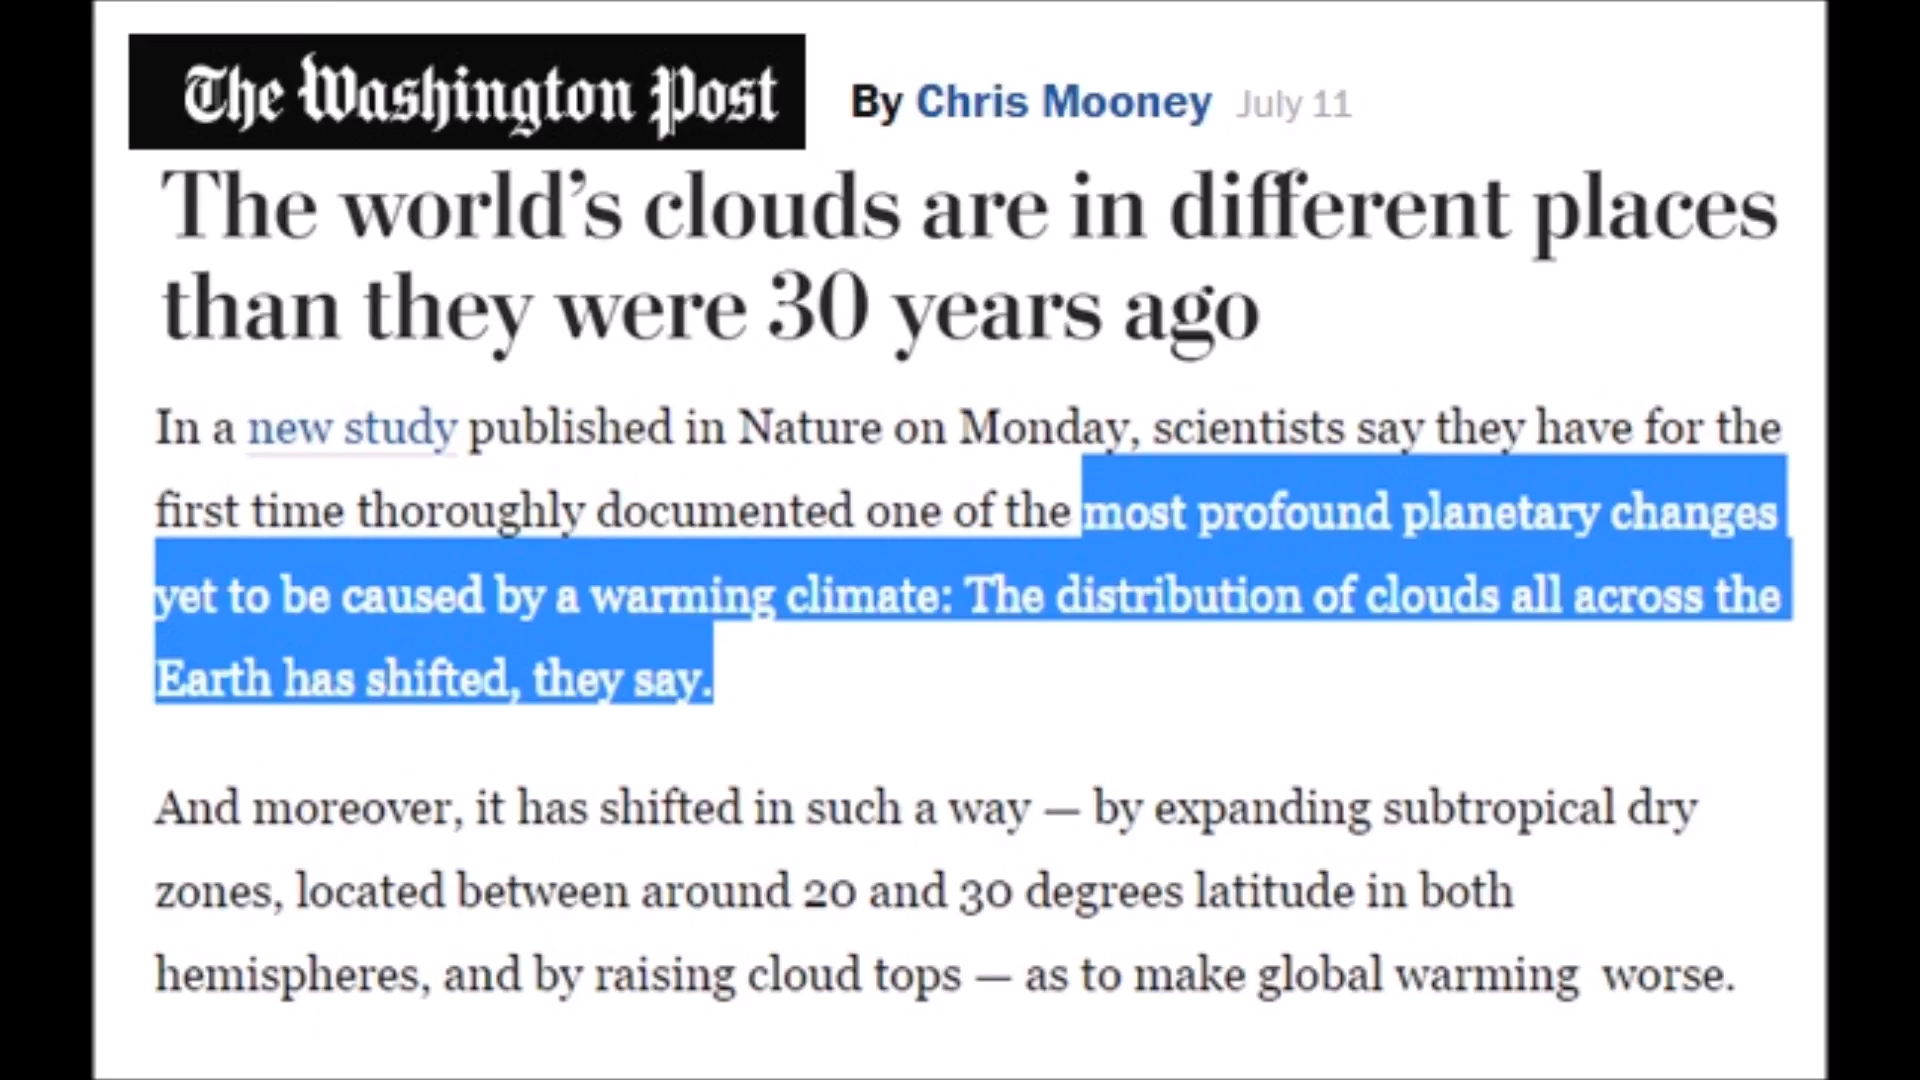 The Washington Post
By Chris Mooney July 11
The world’s clouds are in different places
than they were 30 years ago
In a new study published in Nature on Monday, scientists say they have for the
first time thoroughly documented one of the most profound planetary changes
yet to be caused by a warming climate: The distribution of clouds all across the
Earth has shifted, they say.
And moreover, it has shifted in such a way — by expanding subtropical dry
zones, located between around 20 and 30 degrees latitude in both
hemispheres, and by raising cloud tops — as to make global warming worse.